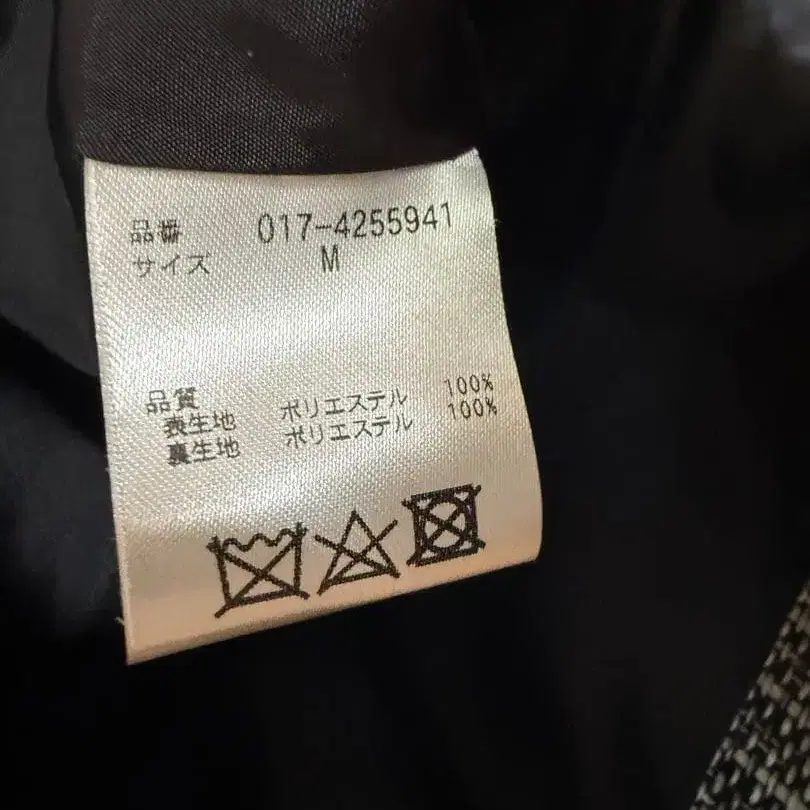 品番 017-4255941
サイズ M
品質
表生地 ポリエステル 100%
裏生地 ポリエステル 100%